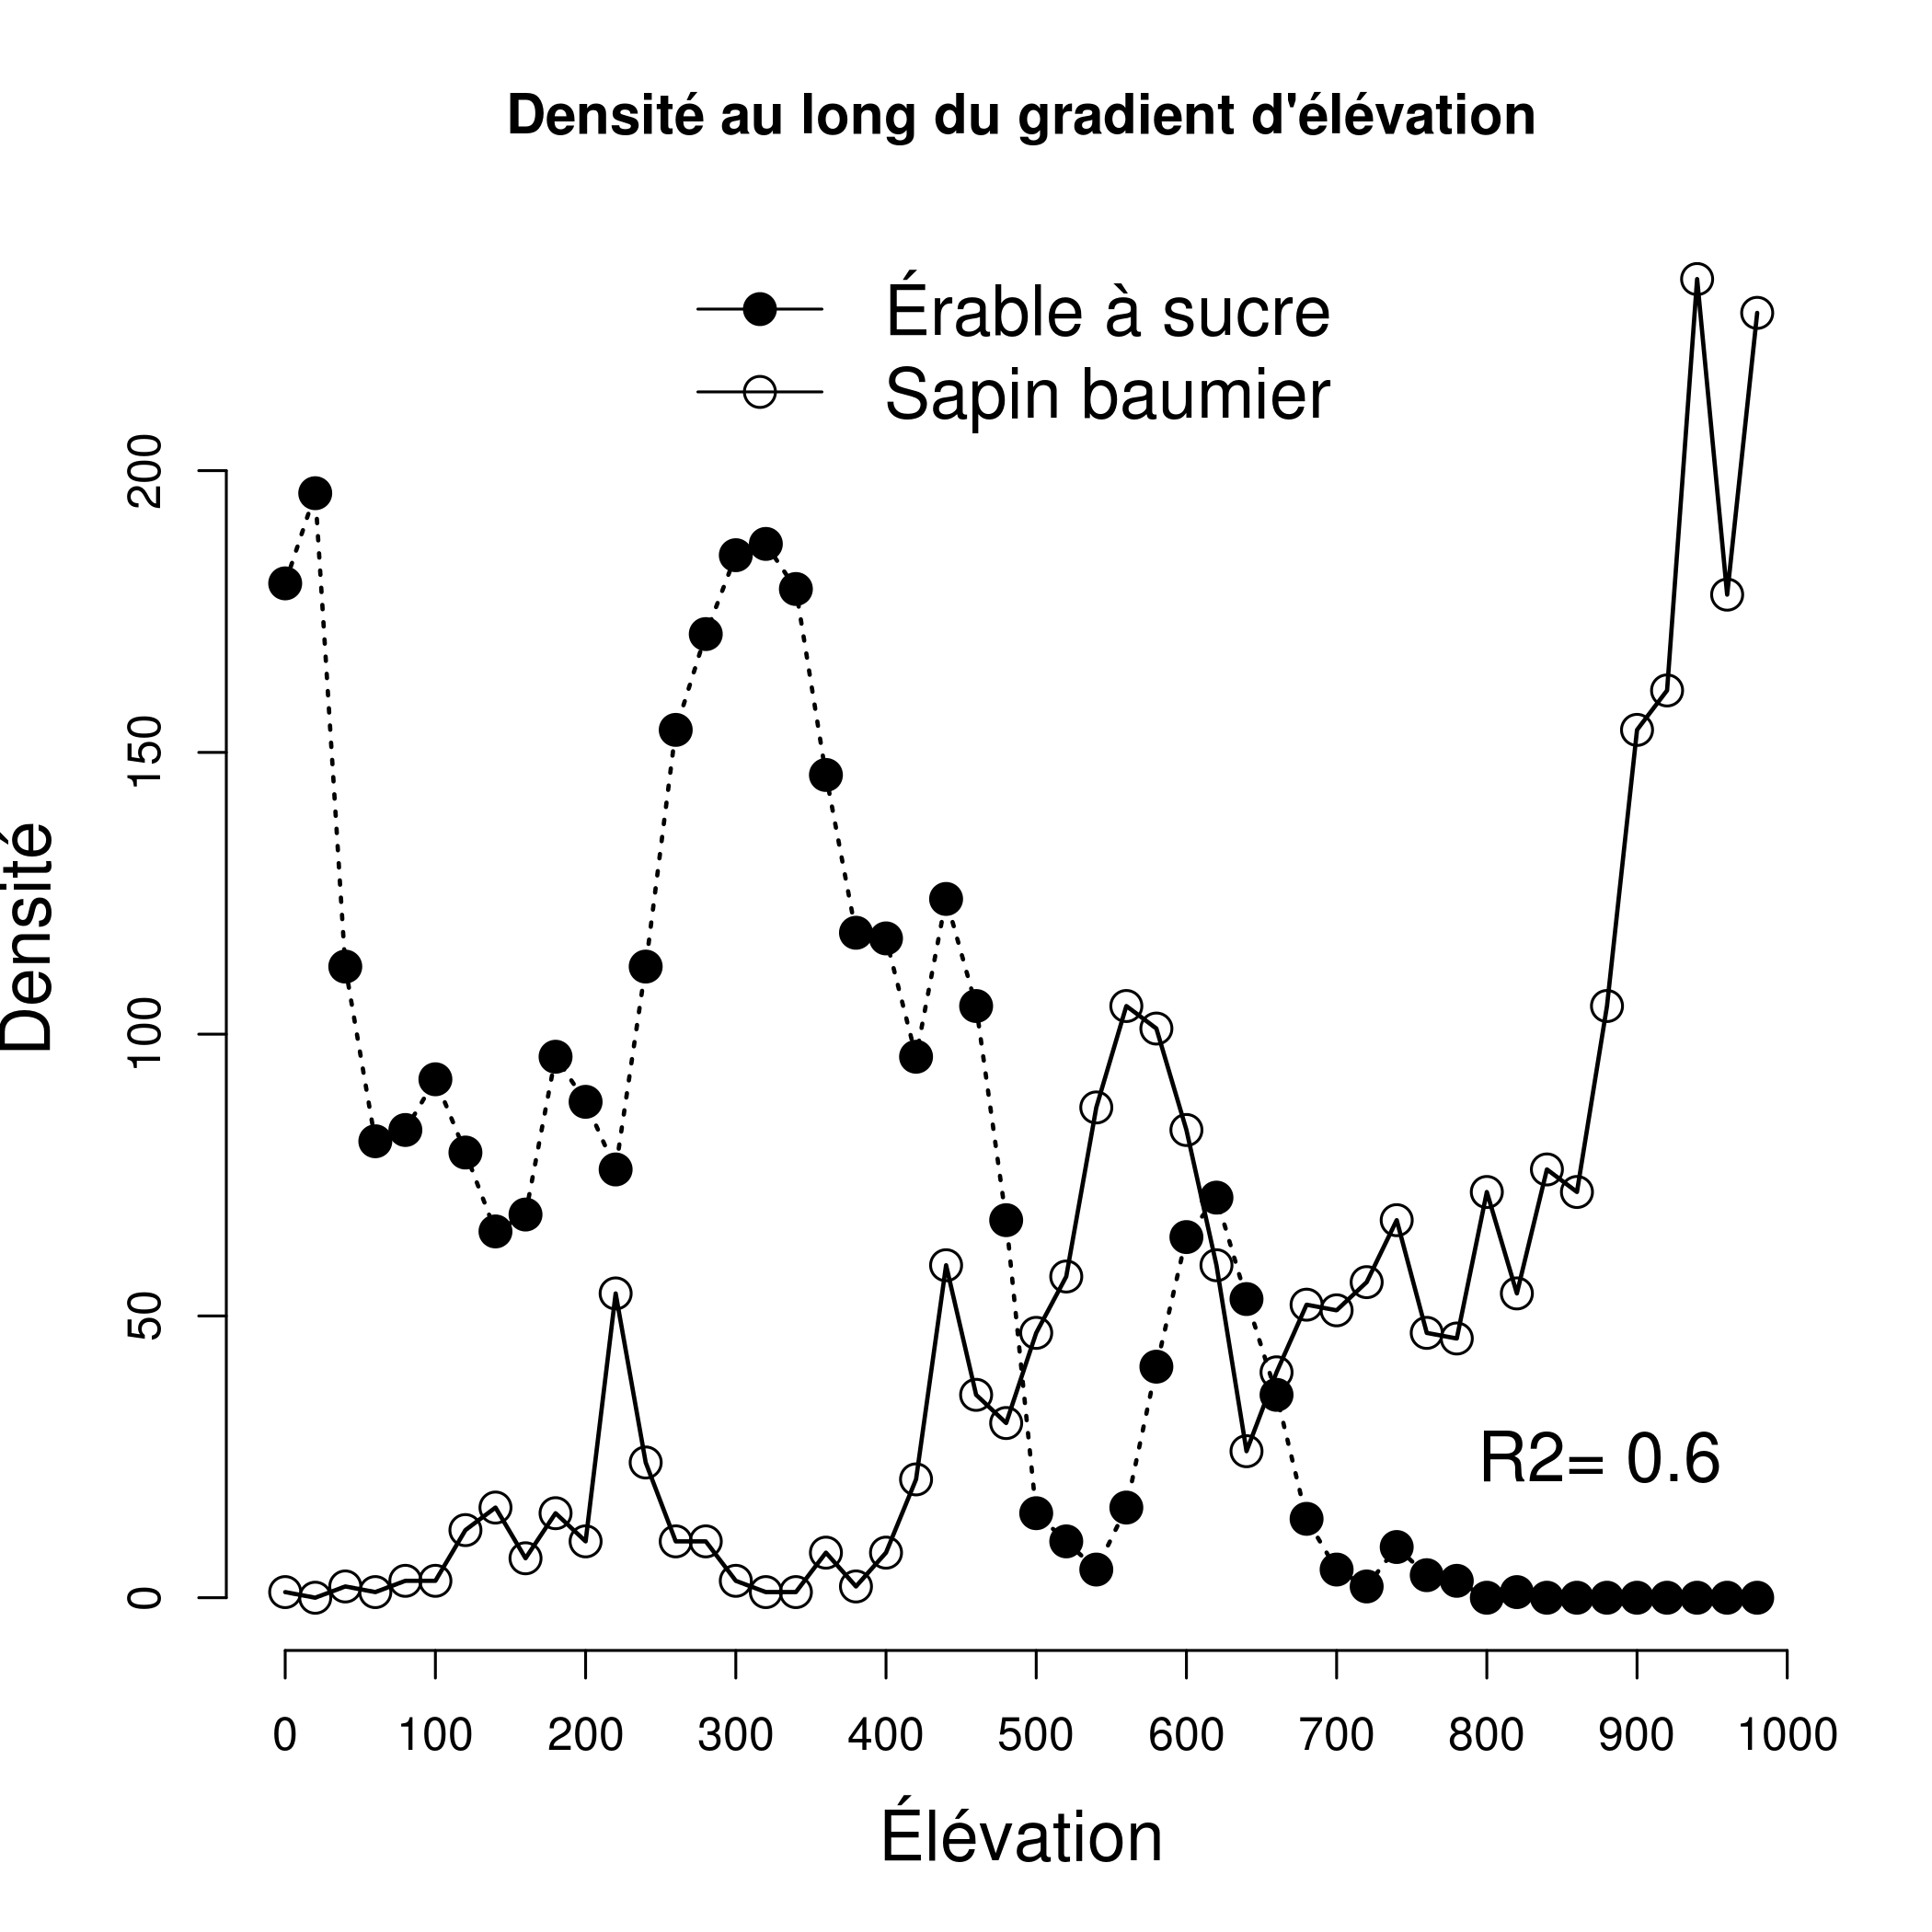 Densité au long du gradient d'élévation
Érable à sucre
Sapin baumier
200
150
100
50
0
Densité
R2= 0.6
0 100 200 300 400 500 600 700 800 900 1000
Élévation